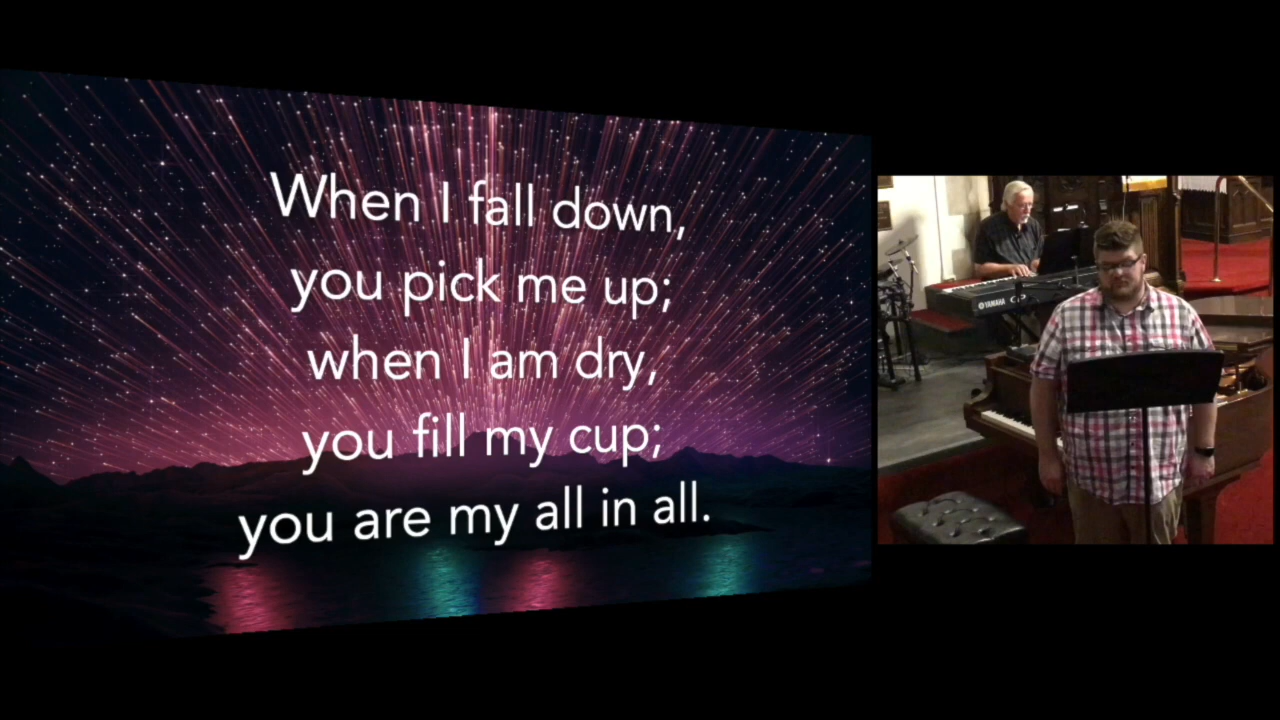 When I fall down,
you pick me up;
when I am dry,
you fill my cup;
you are my all in all.
YAMAHA